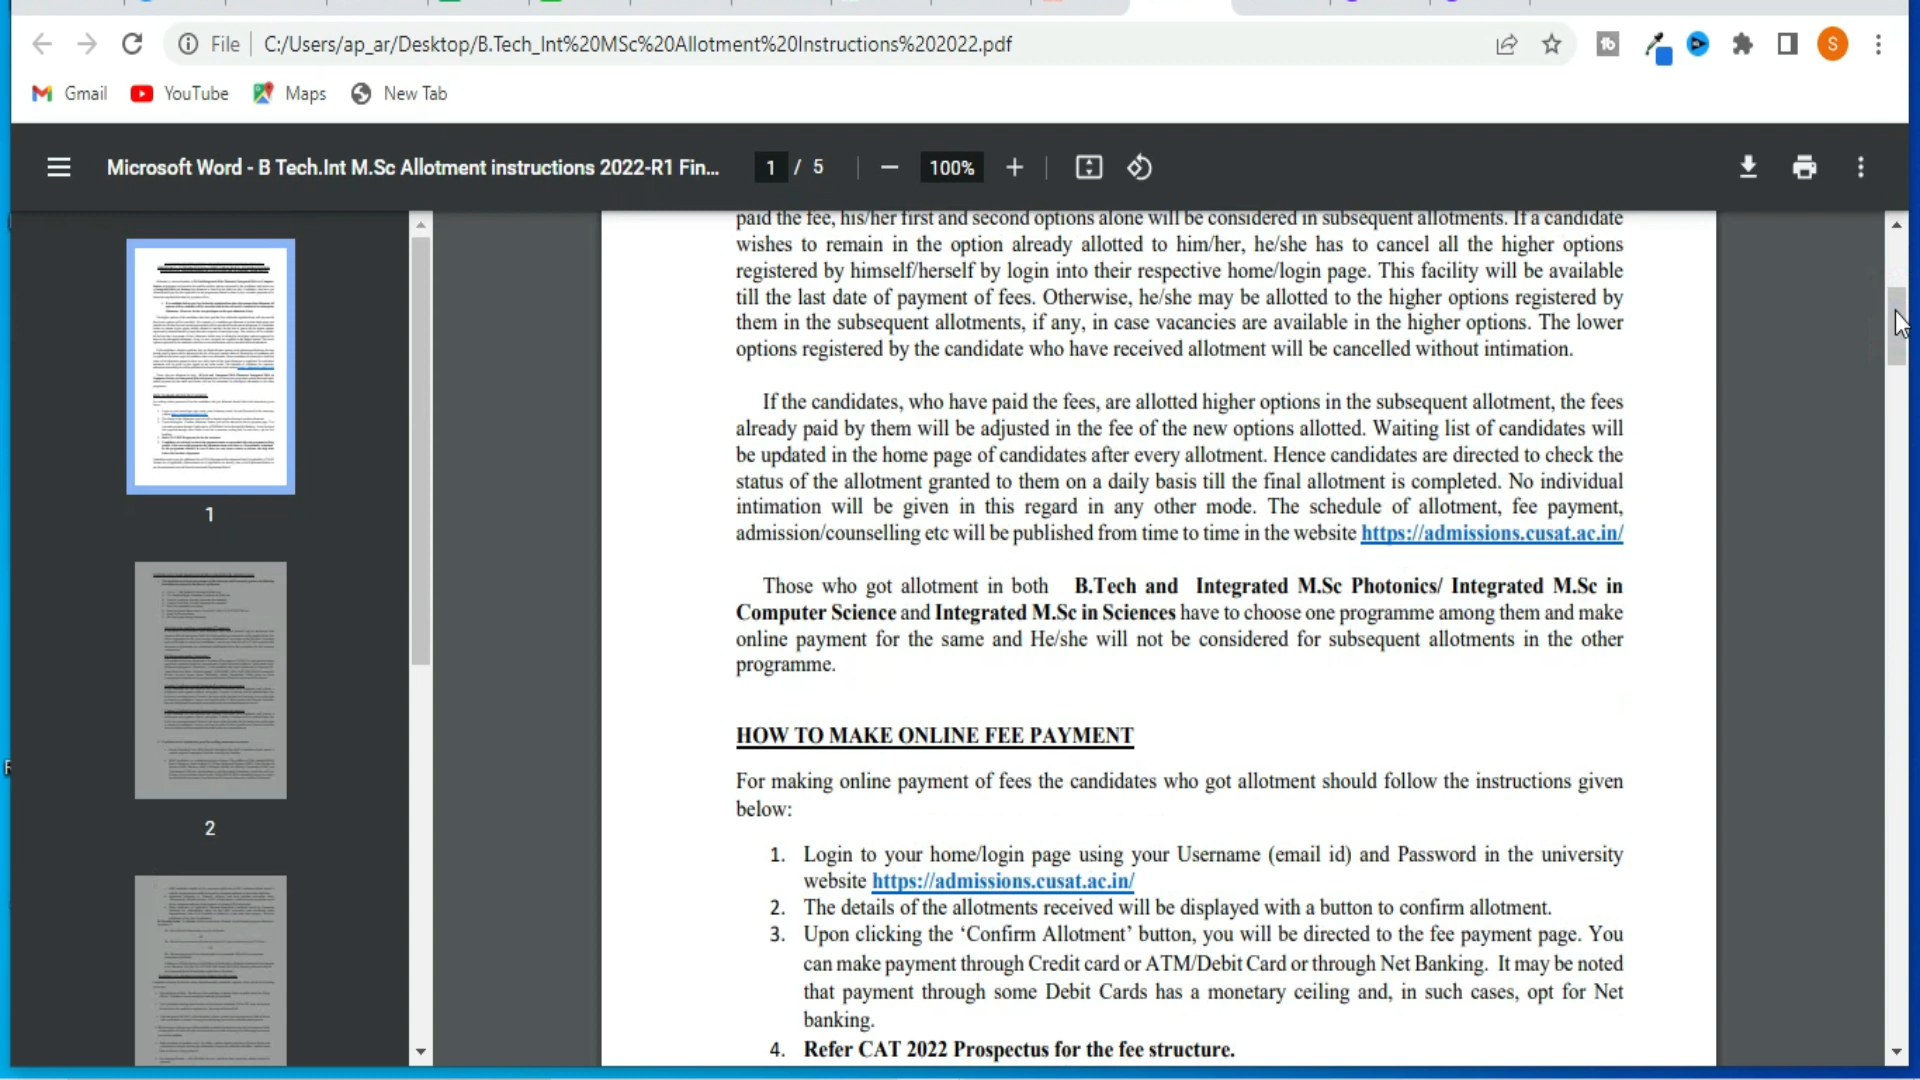 File C:/Users/ap_ar/Desktop/B.Tech_Int%20MSc%20Allotment%20Instructions%202022.pdf
S
Gmail YouTube Maps New Tab
Microsoft Word - B Tech.Int M.Sc Allotment instructions 2022-R1 Fin... 1 / 5 100%
paid the fee, his/her first and second options alone will be considered in subsequent allotments. If a candidate
wishes to remain in the option already allotted to him/her, he/she has to cancel all the higher options
registered by himself/herself by login into their respective home/login page. This facility will be available
till the last date of payment of fees. Otherwise, he/she may be allotted to the higher options registered by
them in the subsequent allotments, if any, in case vacancies are available in the higher options. The lower
options registered by the candidate who have received allotment will be cancelled without intimation.
If the candidates, who have paid the fees, are allotted higher options in the subsequent allotment, the fees
already paid by them will be adjusted in the fee of the new options allotted. Waiting list of candidates will
be updated in the home page of candidates after every allotment. Hence candidates are directed to check the
status of the allotment granted to them on a daily basis till the final allotment is completed. No individual
intimation will be given in this regard in any other mode. The schedule of allotment, fee payment,
admission/counselling etc will be published from time to time in the website https://admissions.cusat.ac.in/
Those who got allotment in both B.Tech and Integrated M.Sc Photonics/ Integrated M.Sc in
Computer Science and Integrated M.Sc in Sciences have to choose one programme among them and make
online payment for the same and He/she will not be considered for subsequent allotments in the other
programme.
HOW TO MAKE ONLINE FEE PAYMENT
For making online payment of fees the candidates who got allotment should follow the instructions given
below:
1. Login to your home/login page using your Username (email id) and Password in the university
website https://admissions.cusat.ac.in/
2. The details of the allotments received will be displayed with a button to confirm allotment.
3. Upon clicking the ‘Confirm Allotment’ button, you will be directed to the fee payment page. You
can make payment through Credit card or ATM/Debit Card or through Net Banking. It may be noted
that payment through some Debit Cards has a monetary ceiling and, in such cases, opt for Net
banking.
4. Refer CAT 2022 Prospectus for the fee structure.
1
2